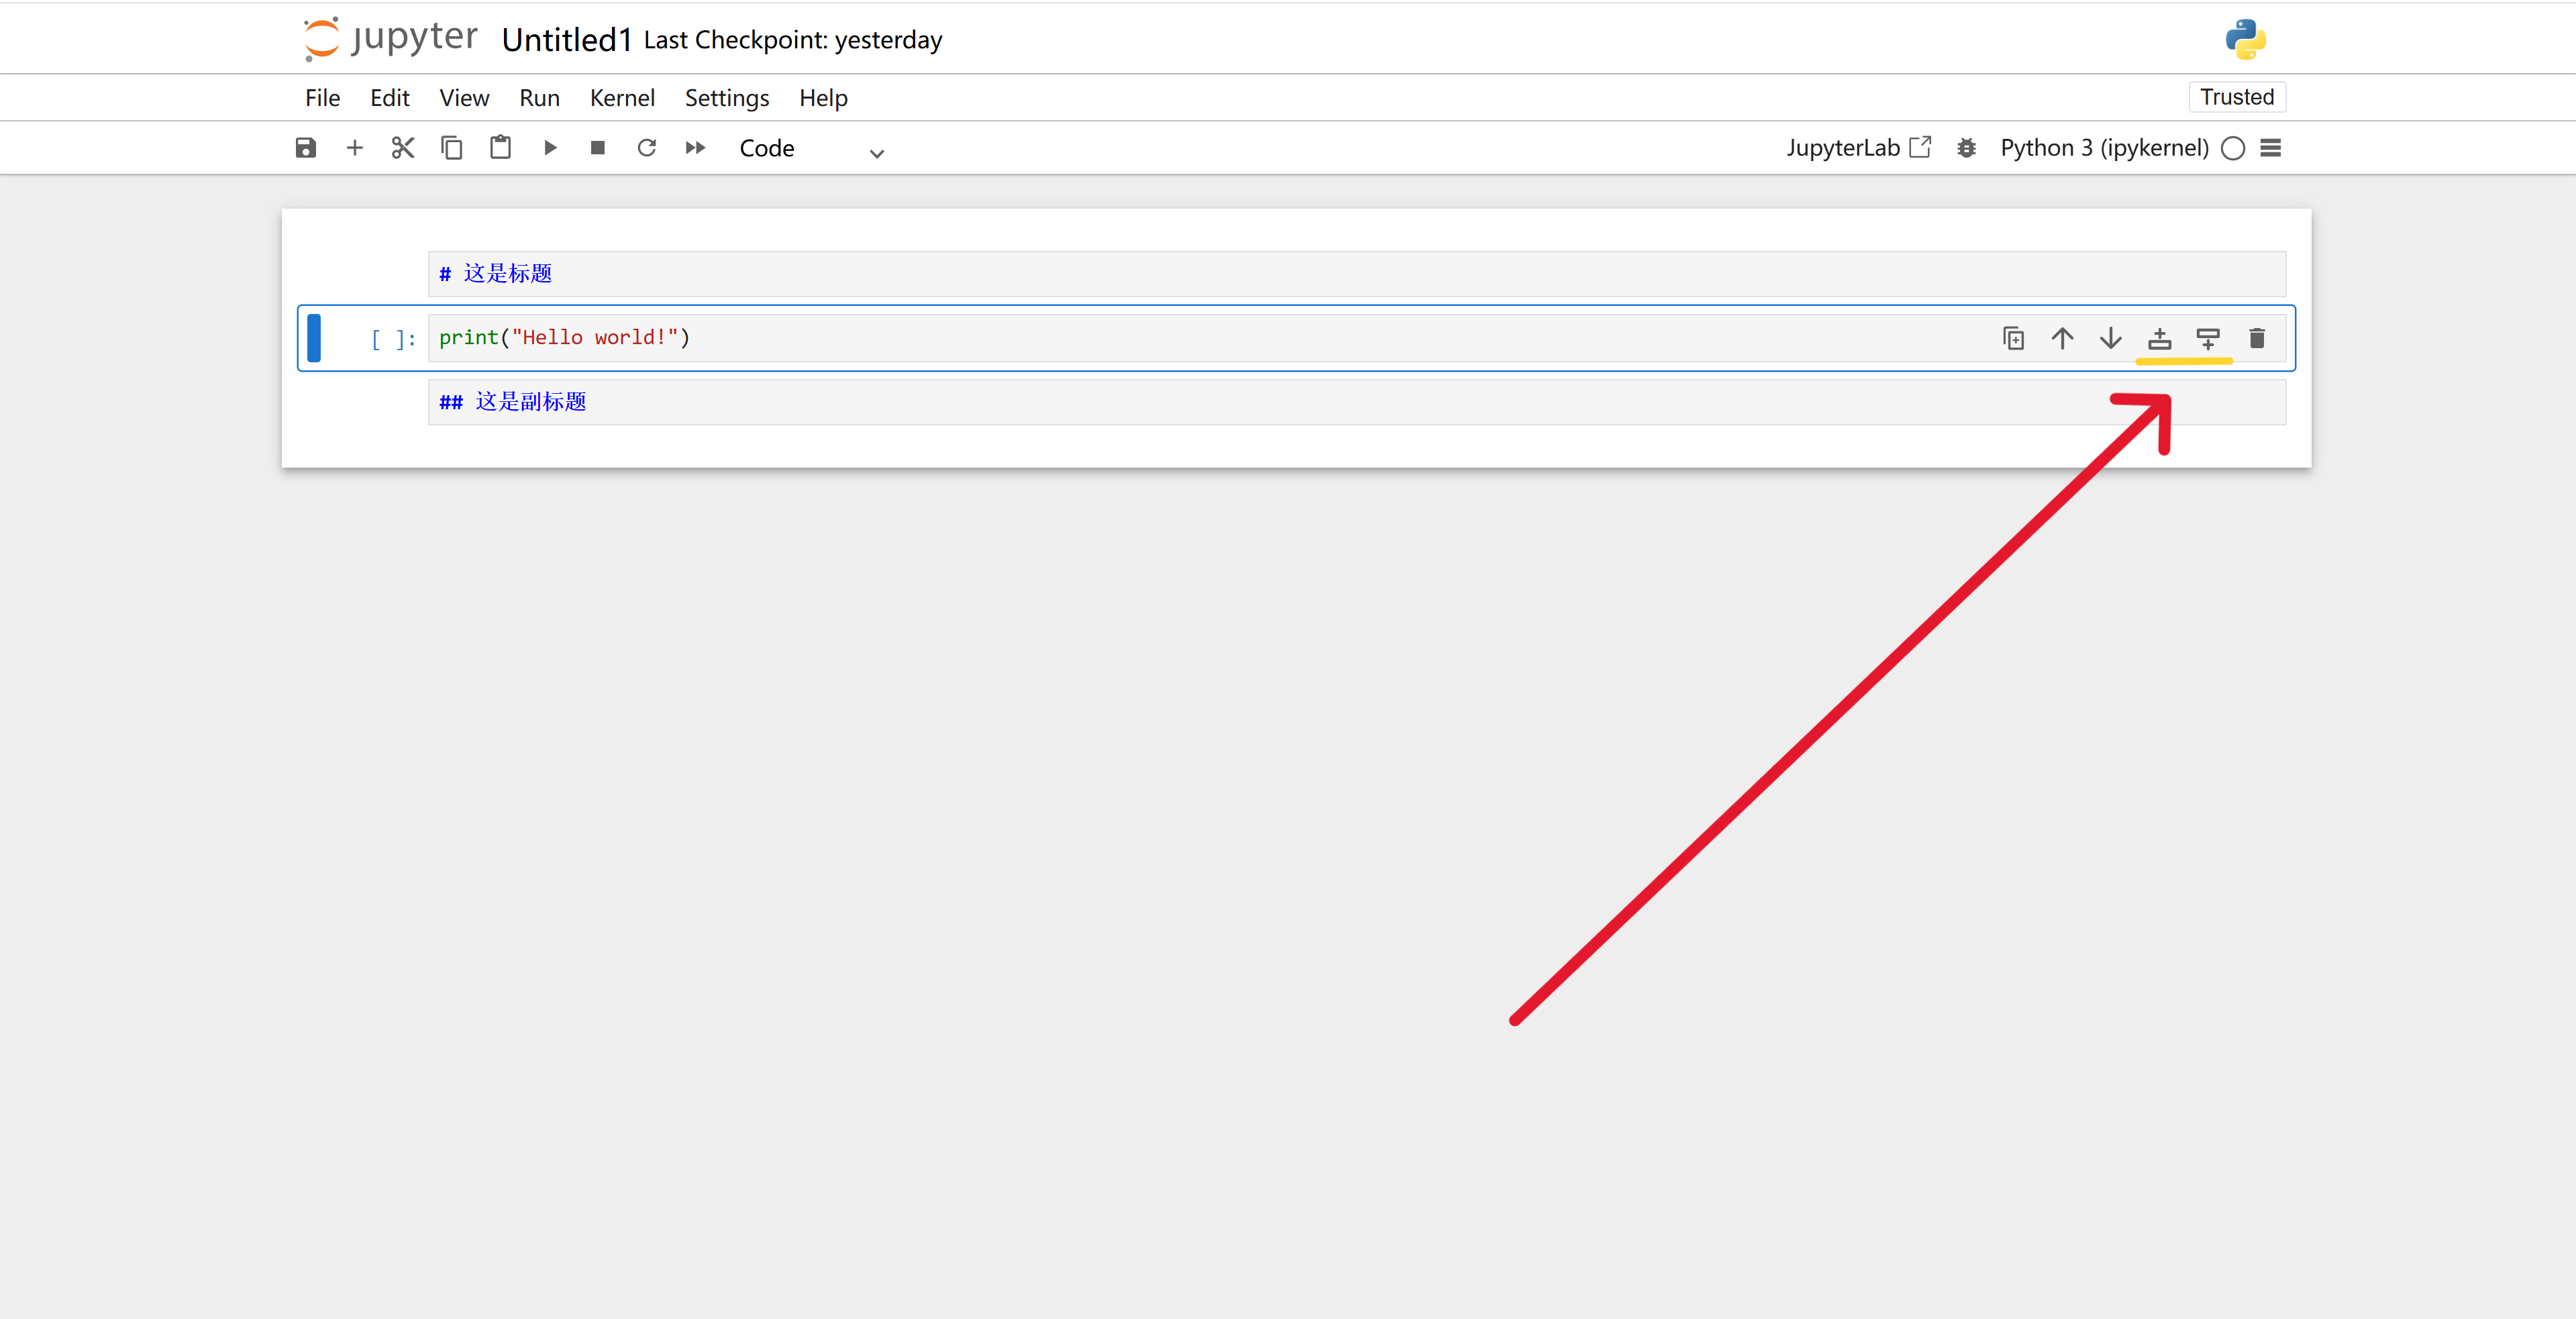 jupyter Untitled1 Last Checkpoint: yesterday
File Edit View Run Kernel Settings Help Trusted
Code JupyterLab Python 3 (ipykernel)
# 这是标题
[ ]: print("Hello world!")
## 这是副标题